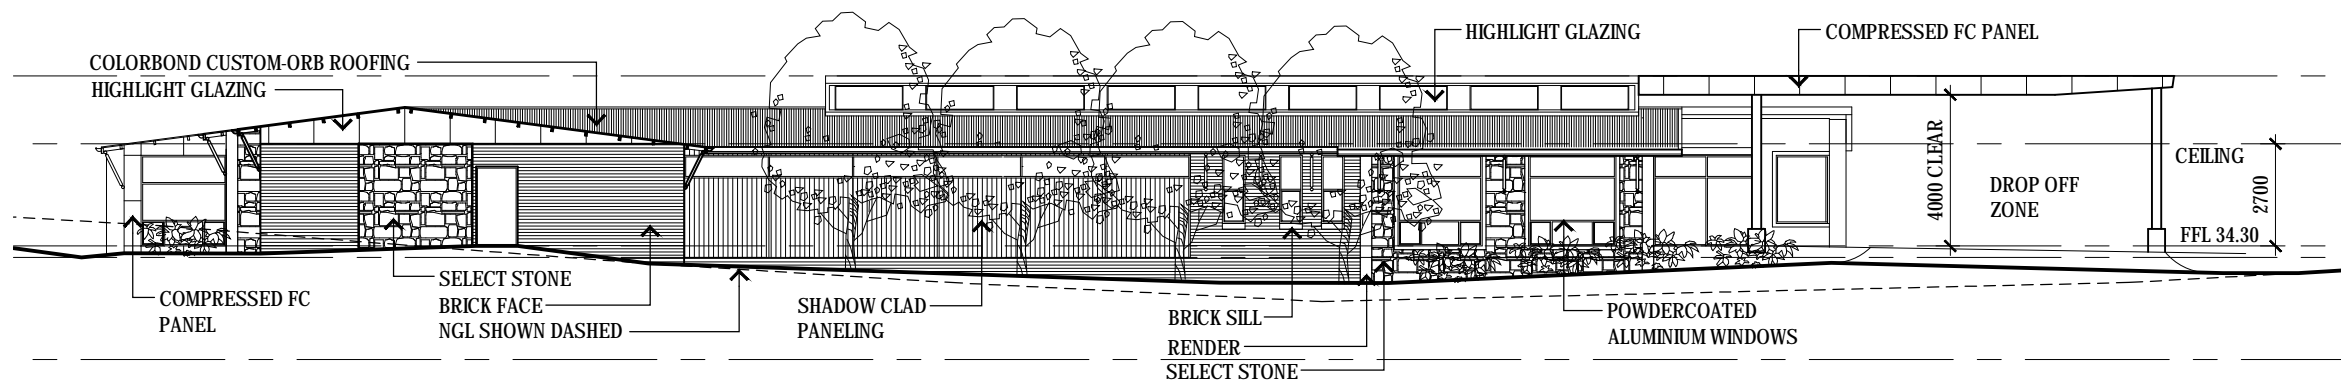 HIGHLIGHT GLAZING
COMPRESSED FC PANEL
COLORBOND CUSTOM-ORB ROOFING
HIGHLIGHT GLAZING
4000 CLEAR
CEILING
2700
DROP OFF
ZONE
FFL 34.30
COMPRESSED FC
PANEL
SELECT STONE
BRICK FACE
NGL SHOWN DASHED
SHADOW CLAD
PANELING
BRICK SILL
RENDER
SELECT STONE
POWDERCOATED
ALUMINIUM WINDOWS